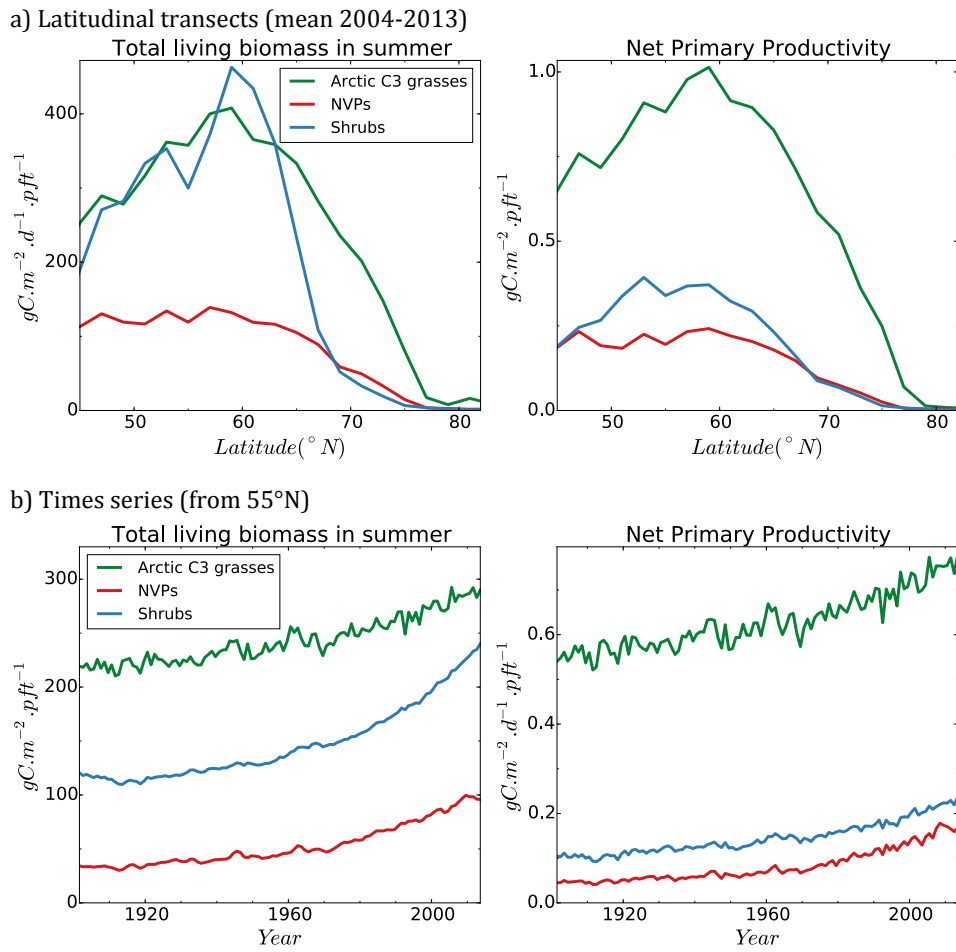 a) Latitudinal transects (mean 2004-2013)
Total living biomass in summer
Net Primary Productivity
Arctic C3 grasses
NVPs
Shrubs
gC.m⁻².d⁻¹.pft⁻¹
0
200
400
50
60
70
80
Latitude(° N)
gC.m⁻².pft⁻¹
0.0
0.5
1.0
50
60
70
80
Latitude(° N)
b) Times series (from 55°N)
Total living biomass in summer
Net Primary Productivity
Arctic C3 grasses
NVPs
Shrubs
gC.m⁻².pft⁻¹
0
100
200
300
1920
1960
2000
Year
gC.m⁻².d⁻¹.pft⁻¹
0.0
0.2
0.4
0.6
1920
1960
2000
Year